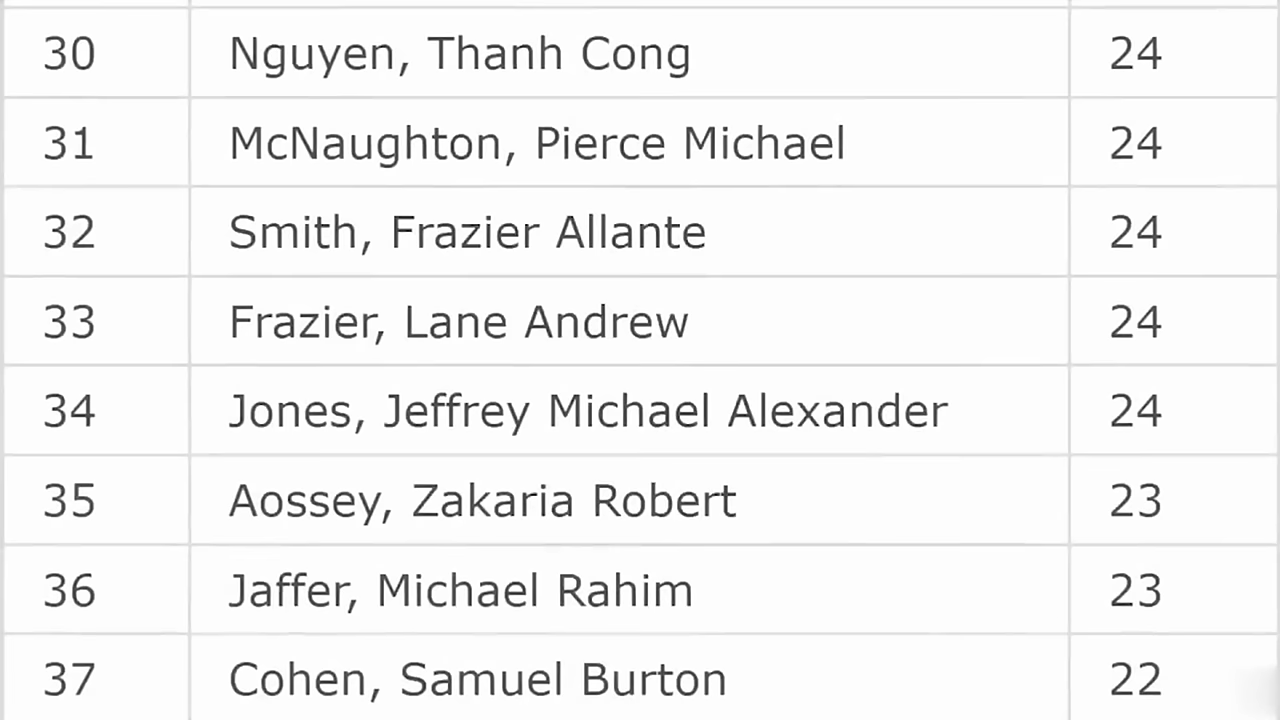 30 Nguyen, Thanh Cong 24
31 McNaughton, Pierce Michael 24
32 Smith, Frazier Allante 24
33 Frazier, Lane Andrew 24
34 Jones, Jeffrey Michael Alexander 24
35 Aossey, Zakaria Robert 23
36 Jaffer, Michael Rahim 23
37 Cohen, Samuel Burton 22